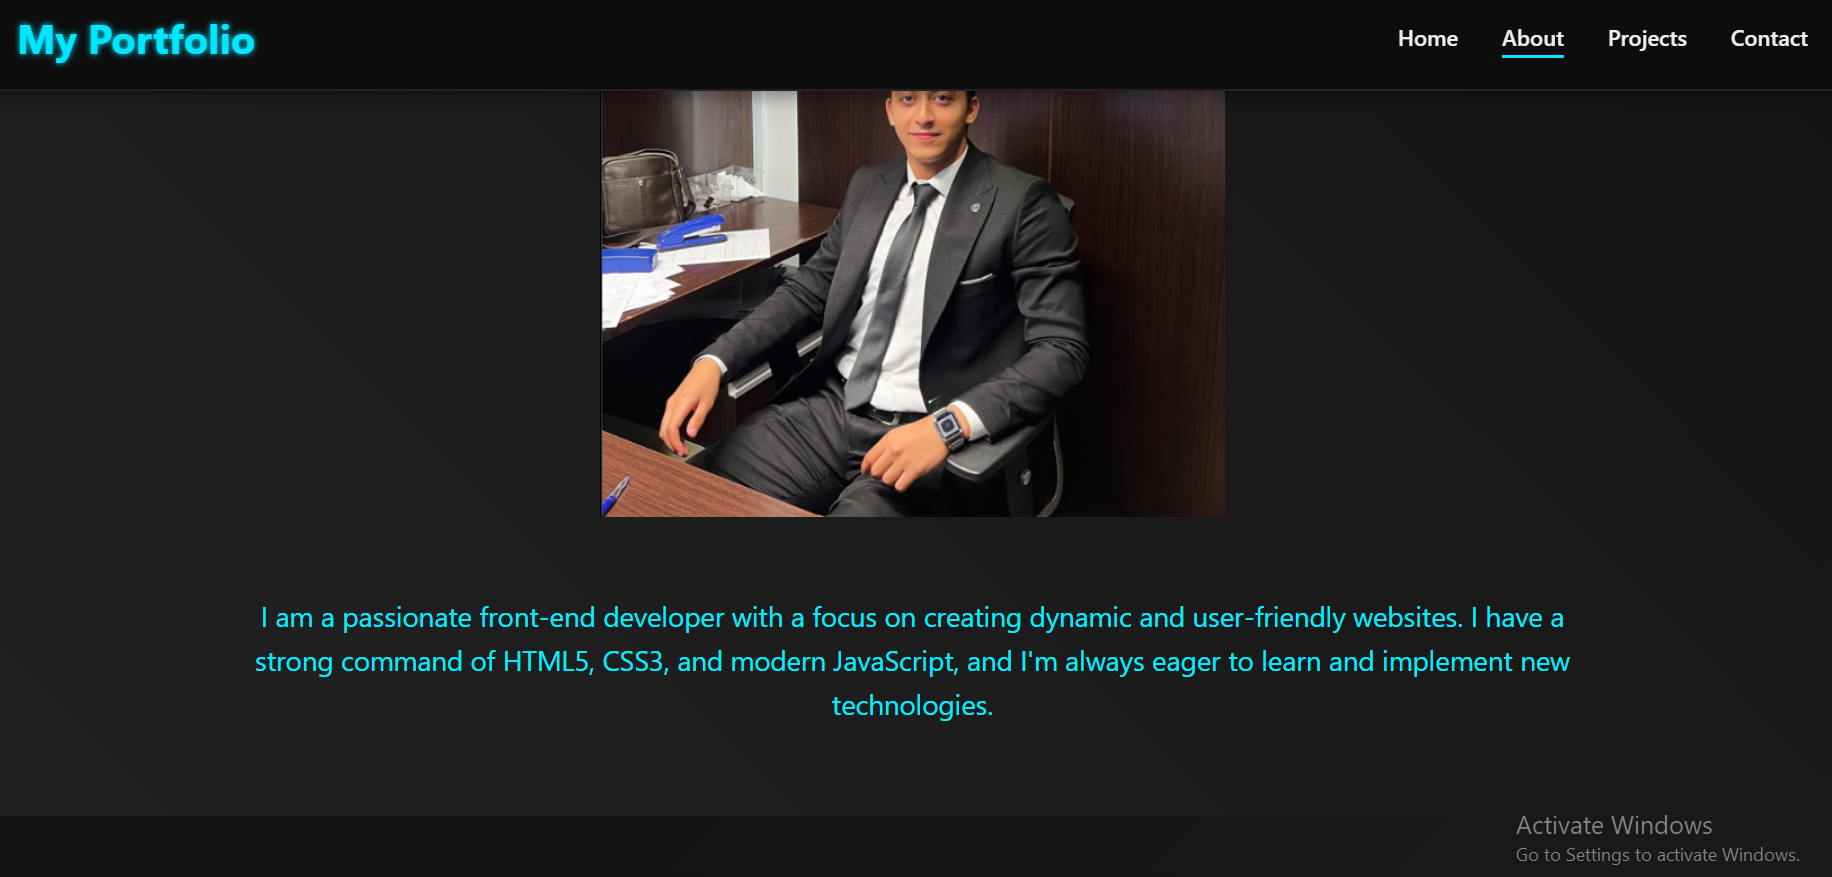 My Portfolio
Home
About
Projects
Contact
I am a passionate front-end developer with a focus on creating dynamic and user-friendly websites. I have a
strong command of HTML5, CSS3, and modern JavaScript, and I'm always eager to learn and implement new
technologies.
Activate Windows
Go to Settings to activate Windows.